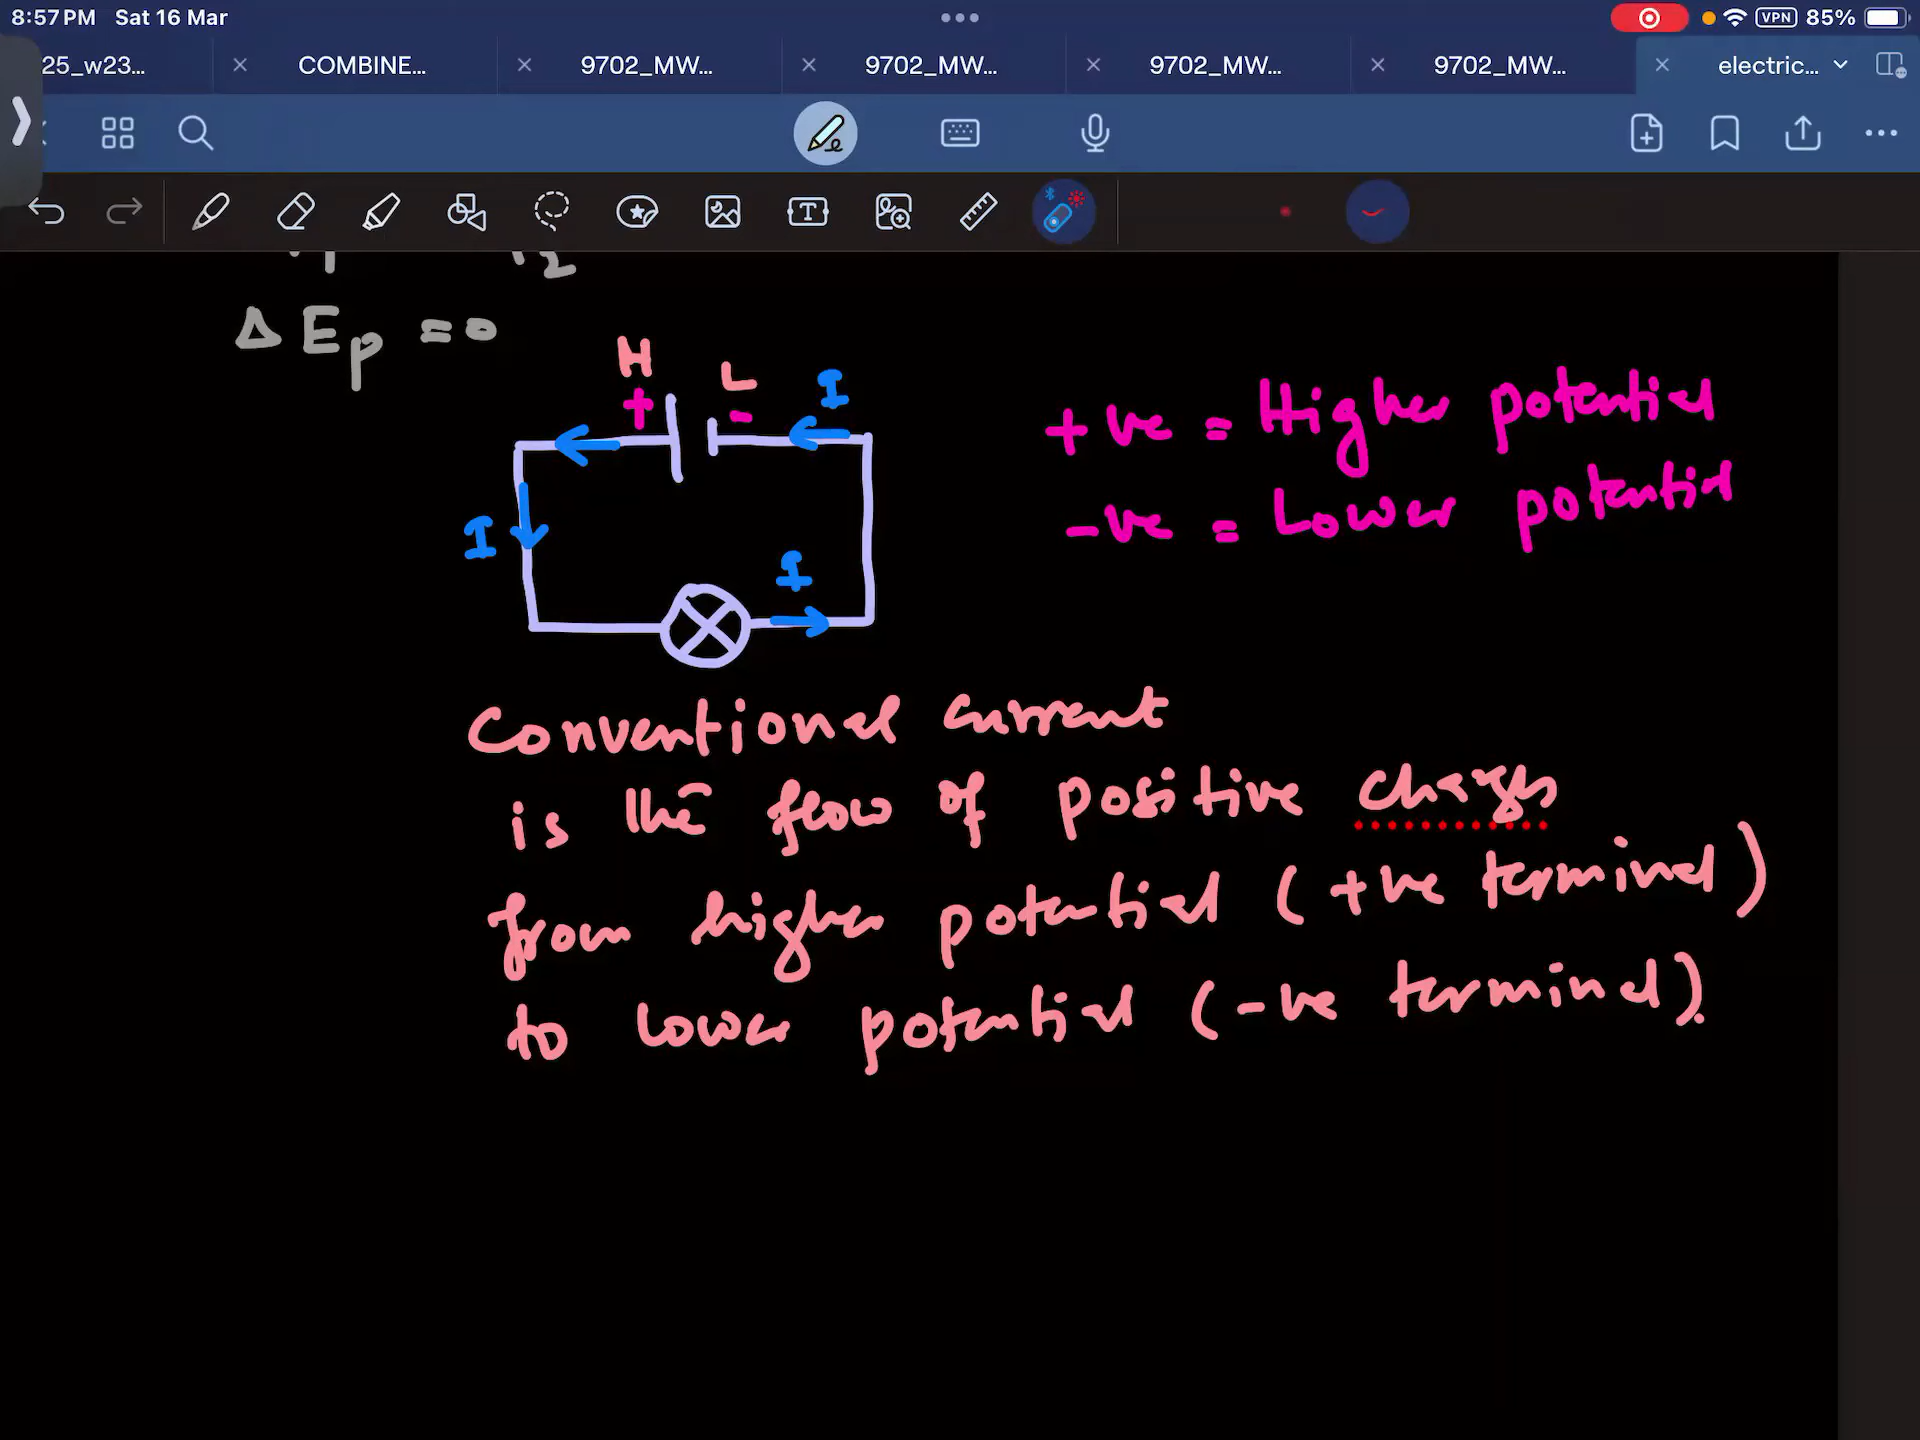 8:57 PM Sat 16 Mar
VPN 85%
25_w23... COMBINE... 9702_MW... 9702_MW... 9702_MW... 9702_MW... electric...
Δ Ep = 0
H L I
+ -
+ve = Higher potential
-ve = Lower potential
I
I
Conventional current
is the flow of positive charges
from higher potential (+ve terminal)
to lower potential (-ve terminal).